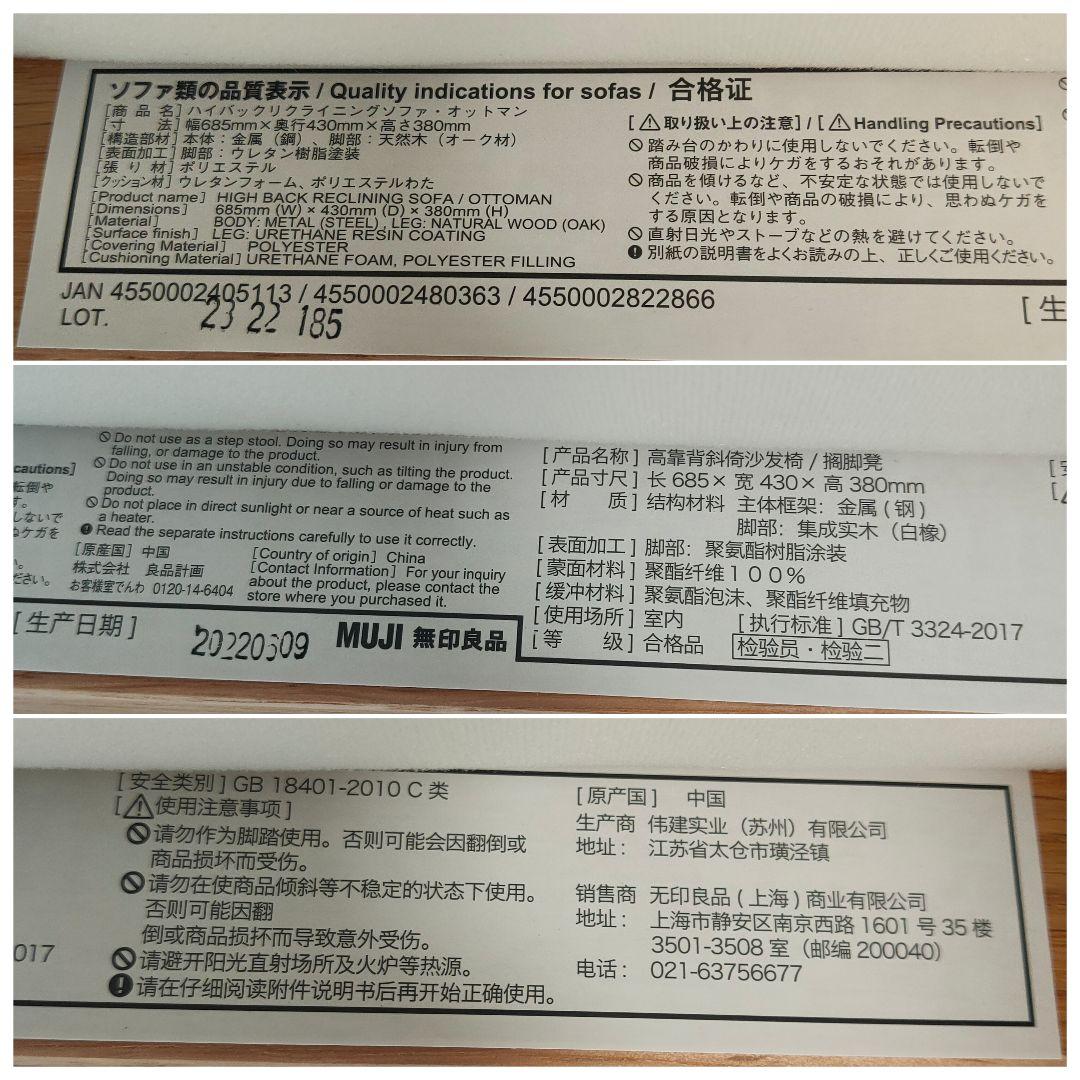 ソファ類の品質表示 / Quality indications for sofas / 合格证
[商 品 名] ハイバックリクライニングソファ・オットマン
[寸　　法] 幅685mm×奥行430mm×高さ380mm
[構造部材] 本体：金属（鋼）、脚部：天然木（オーク材）
[表面加工] 脚部：ウレタン樹脂塗装
[張 り 材] ポリエステル
[クッション材] ウレタンフォーム、ポリエステルわた
[Product name] HIGH BACK RECLINING SOFA / OTTOMAN
[Dimensions] 685mm (W) × 430mm (D) × 380mm (H)
[Material] BODY: METAL (STEEL), LEG: NATURAL WOOD (OAK)
[Surface finish] LEG: URETHANE RESIN COATING
[Covering Material] POLYESTER
[Cushioning Material] URETHANE FOAM, POLYESTER FILLING
[⚠取り扱い上の注意] / [⚠Handling Precautions]
🚫踏み台のかわりに使用しないでください。転倒や
商品破損によりケガをするおそれがあります。
🚫商品を傾けるなど、不安定な状態では使用しないで
ください。転倒や商品の破損により、思わぬケガを
する原因となります。
🚫直射日光やストーブなどの熱を避けてください。
❗別紙の説明書をよくお読みの上、正しくご使用ください。
JAN 4550002405113 / 4550002480363 / 4550002822866
LOT. 23 22 185
[生
cautions]
転倒や
す。
しないで
ぬケガを
ださい。
🚫Do not use as a step stool. Doing so may result in injury from
falling, or damage to the product.
🚫Do not use in an unstable condition, such as tilting the product.
Doing so may result in injury due to falling or damage to the
product.
🚫Do not place in direct sunlight or near a source of heat such as
a heater.
❗Read the separate instructions carefully to use it correctly.
[原産国] 中国
株式会社　良品計画
お客様室でんわ 0120-14-6404
[Country of origin] China
[Contact Information] For your inquiry
about the product, please contact the
store where you purchased it.
[生产日期] 20220609
MUJI 無印良品
[产品名称] 高靠背斜倚沙发椅 / 搁脚凳
[产品寸尺] 长 685× 宽 430× 高 380mm
[材　　质] 结构材料 主体框架：金属 (钢)
脚部：集成实木（白橡）
[表面加工] 脚部：聚氨酯树脂涂装
[蒙面材料] 聚酯纤维１００％
[缓冲材料] 聚氨酯泡沫、聚酯纤维填充物
[使用场所] 室内　[执行标准] GB/T 3324-2017
[等　　级] 合格品　检验员・检验二
017
[安全类别] GB 18401-2010 C 类
[⚠使用注意事项]
🚫请勿作为脚踏使用。否则可能会因翻倒或
商品损坏而受伤。
🚫请勿在使商品倾斜等不稳定的状态下使用。
否则可能因翻
倒或商品损坏而导致意外受伤。
🚫请避开阳光直射场所及火炉等热源。
❗请在仔细阅读附件说明书后再开始正确使用。
[原产国]　中国
生产商 伟建实业（苏州）有限公司
地址： 江苏省太仓市璜泾镇
销售商 无印良品 ( 上海 ) 商业有限公司
地址： 上海市静安区南京西路 1601 号 35 楼
3501-3508 室（邮编 200040）
电话： 021-63756677